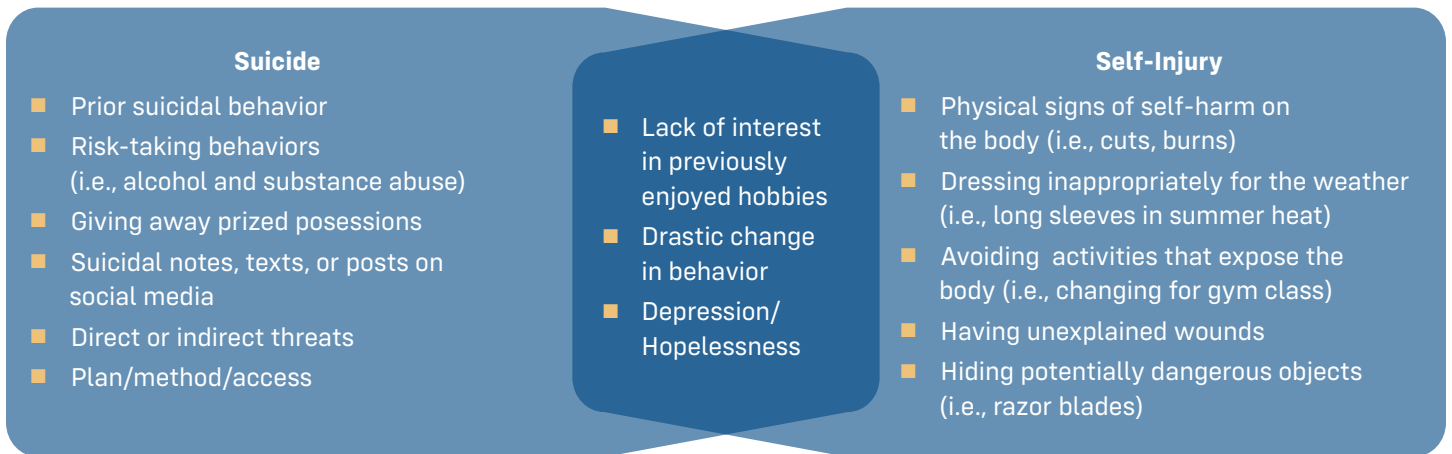 Suicide
Prior suicidal behavior
Risk-taking behaviors
(i.e., alcohol and substance abuse)
Giving away prized posessions
Suicidal notes, texts, or posts on
social media
Direct or indirect threats
Plan/method/access
Lack of interest
in previously
enjoyed hobbies
Drastic change
in behavior
Depression/
Hopelessness
Self-Injury
Physical signs of self-harm on
the body (i.e., cuts, burns)
Dressing inappropriately for the weather
(i.e., long sleeves in summer heat)
Avoiding  activities that expose the
body (i.e., changing for gym class)
Having unexplained wounds
Hiding potentially dangerous objects
(i.e., razor blades)